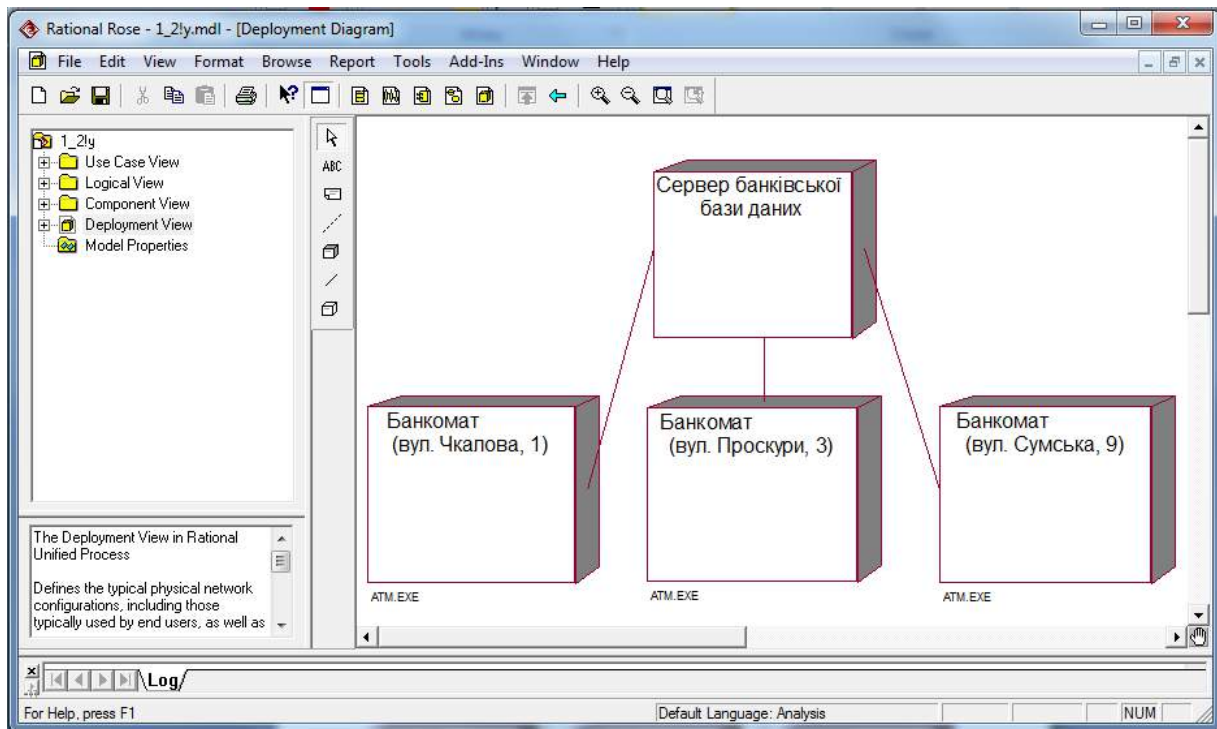 Rational Rose - 1_2!y.mdl - [Deployment Diagram]
File Edit View Format Browse Report Tools Add-Ins Window Help
1_2!y
Use Case View
Logical View
Component View
Deployment View
Model Properties
ABC
Сервер банківської
бази даних
Банкомат
(вул. Чкалова, 1)
ATM.EXE
Банкомат
(вул. Проскури, 3)
ATM.EXE
Банкомат
(вул. Сумська, 9)
ATM.EXE
The Deployment View in Rational
Unified Process
Defines the typical physical network
configurations, including those
typically used by end users, as well as
Log
For Help, press F1
Default Language: Analysis
NUM